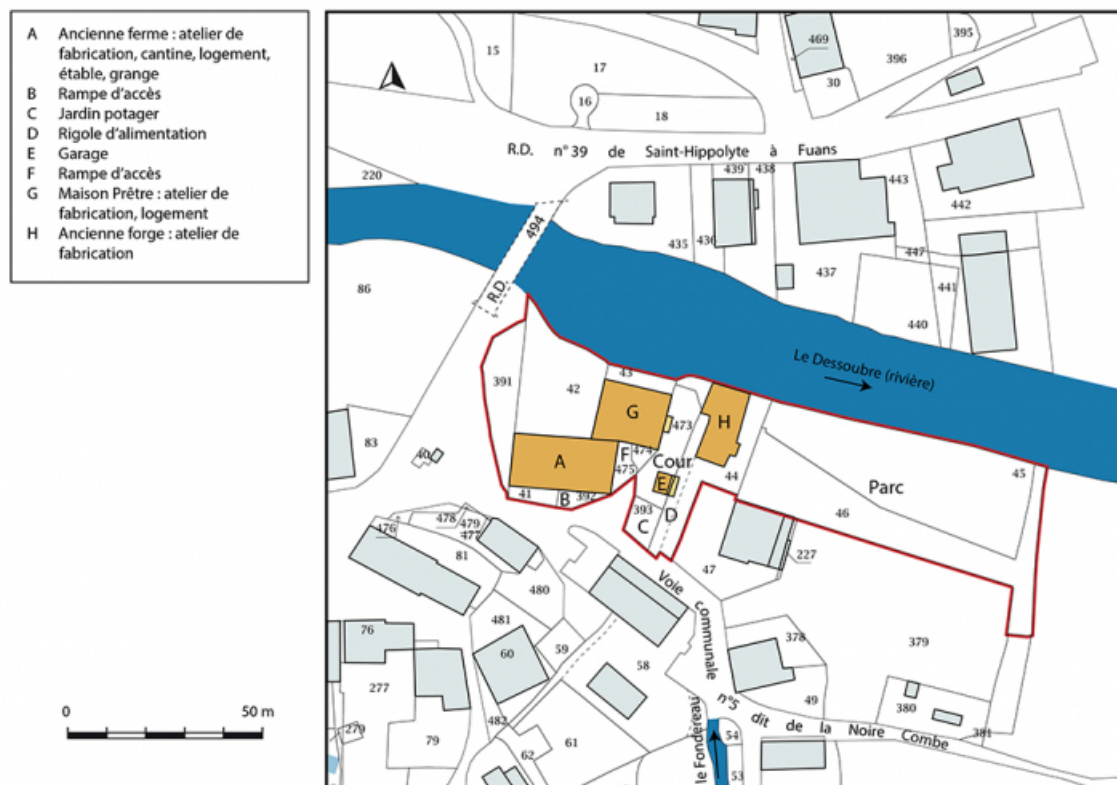 A Ancienne ferme : atelier de
fabrication, cantine, logement,
étable, grange
B Rampe d'accès
C Jardin potager
D Rigole d'alimentation
E Garage
F Rampe d'accès
G Maison Prêtre : atelier de
fabrication, logement
H Ancienne forge : atelier de
fabrication
0 50 m
15
17
16
18
469
30
396
395
R.D. n°39 de Saint-Hippolyte à Fuans
220
494
R.D.
86
435
436
439
438
437
443
442
447
441
440
Le Dessoubre (rivière)
391
42
43
G
H
473
474
475
F
Cour
A
E
D
44
45
Parc
46
41
B
392
393
C
83
40
476
478
479
477
81
480
481
60
59
58
482
61
62
76
277
279
79
47
227
Voie communale n°5 dit de la Noire Combe
378
379
49
380
381
le Fondereau
54
53